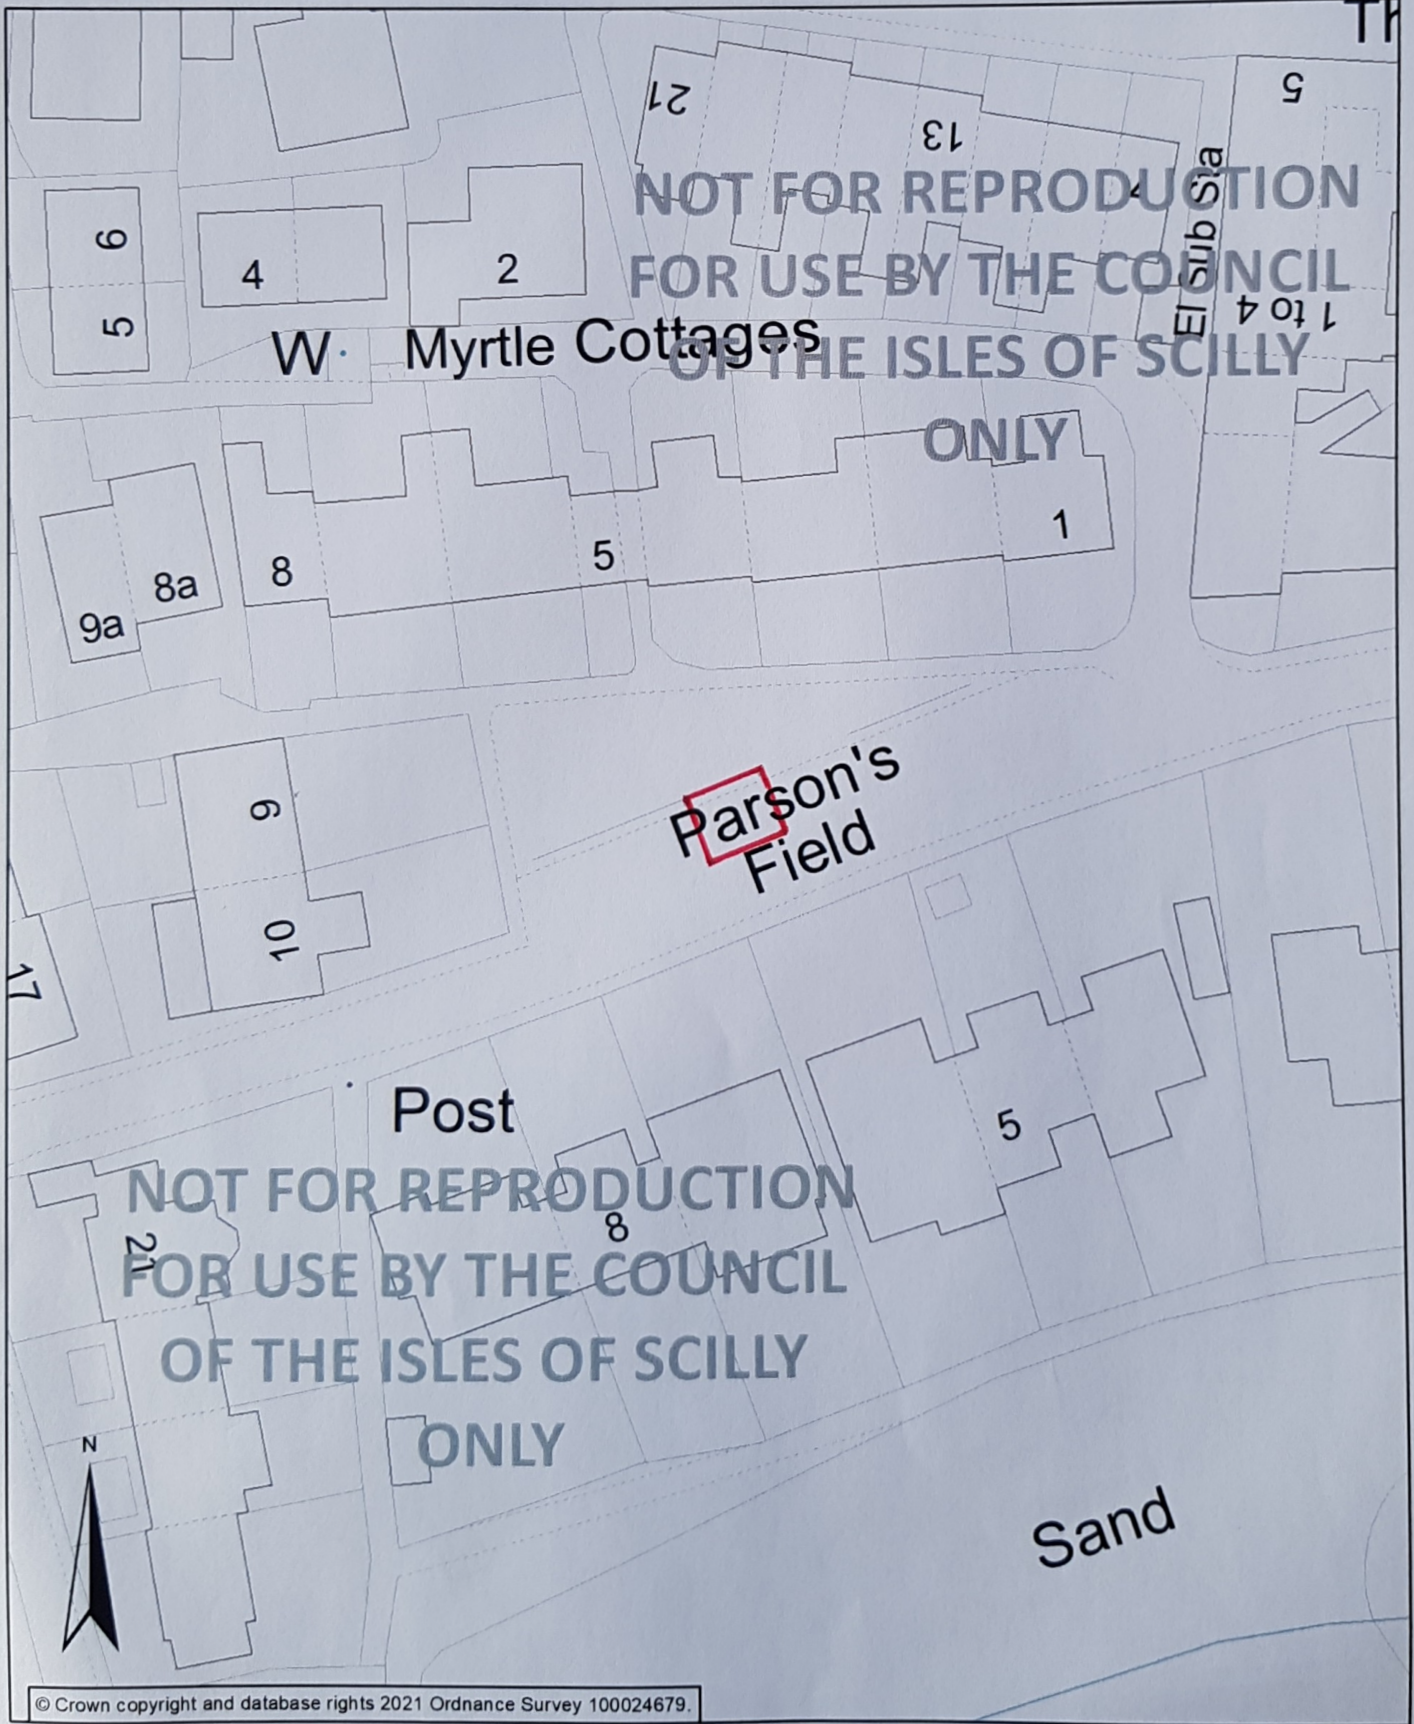 Th
5
21
13
NOT FOR REPRODUCTION
6
El Sub Sta
4
2
FOR USE BY THE COUNCIL
5
1 to 4
W
Myrtle Cottages
OF THE ISLES OF SCILLY
ONLY
1
5
8
8a
9a
Parson's
Field
9
10
17
Post
5
NOT FOR REPRODUCTION
8
21
FOR USE BY THE COUNCIL
OF THE ISLES OF SCILLY
ONLY
N
Sand
© Crown copyright and database rights 2021 Ordnance Survey 100024679.